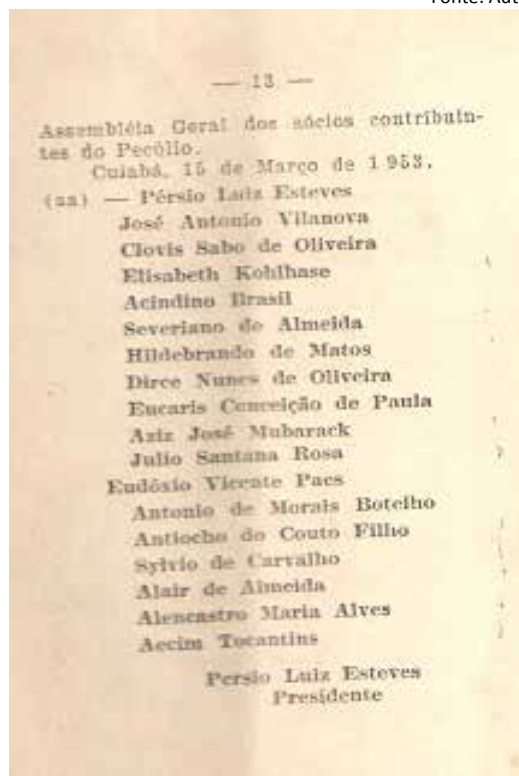 Fonte: Aut
— 13 —
Assembléia Geral dos sócios contribuin-
tes do Pecúlio.
Cuiabá, 15 de Março de 1953.
(aa) — Pérsio Luiz Esteves
José Antonio Vilanova
Clovis Sabo de Oliveira
Elisabeth Kohlhase
Acindino Brasil
Severiano de Almeida
Hildebrando de Matos
Dirce Nunes de Oliveira
Eucaris Conceição de Paula
Aziz José Mubarack
Julio Santana Rosa
Eudóxio Vicente Paes
Antonio de Morais Botelho
Antiocho do Couto Filho
Sylvio de Carvalho
Alair de Almeida
Alencastro Maria Alves
Aecim Tocantins
Persio Luiz Esteves
Presidente